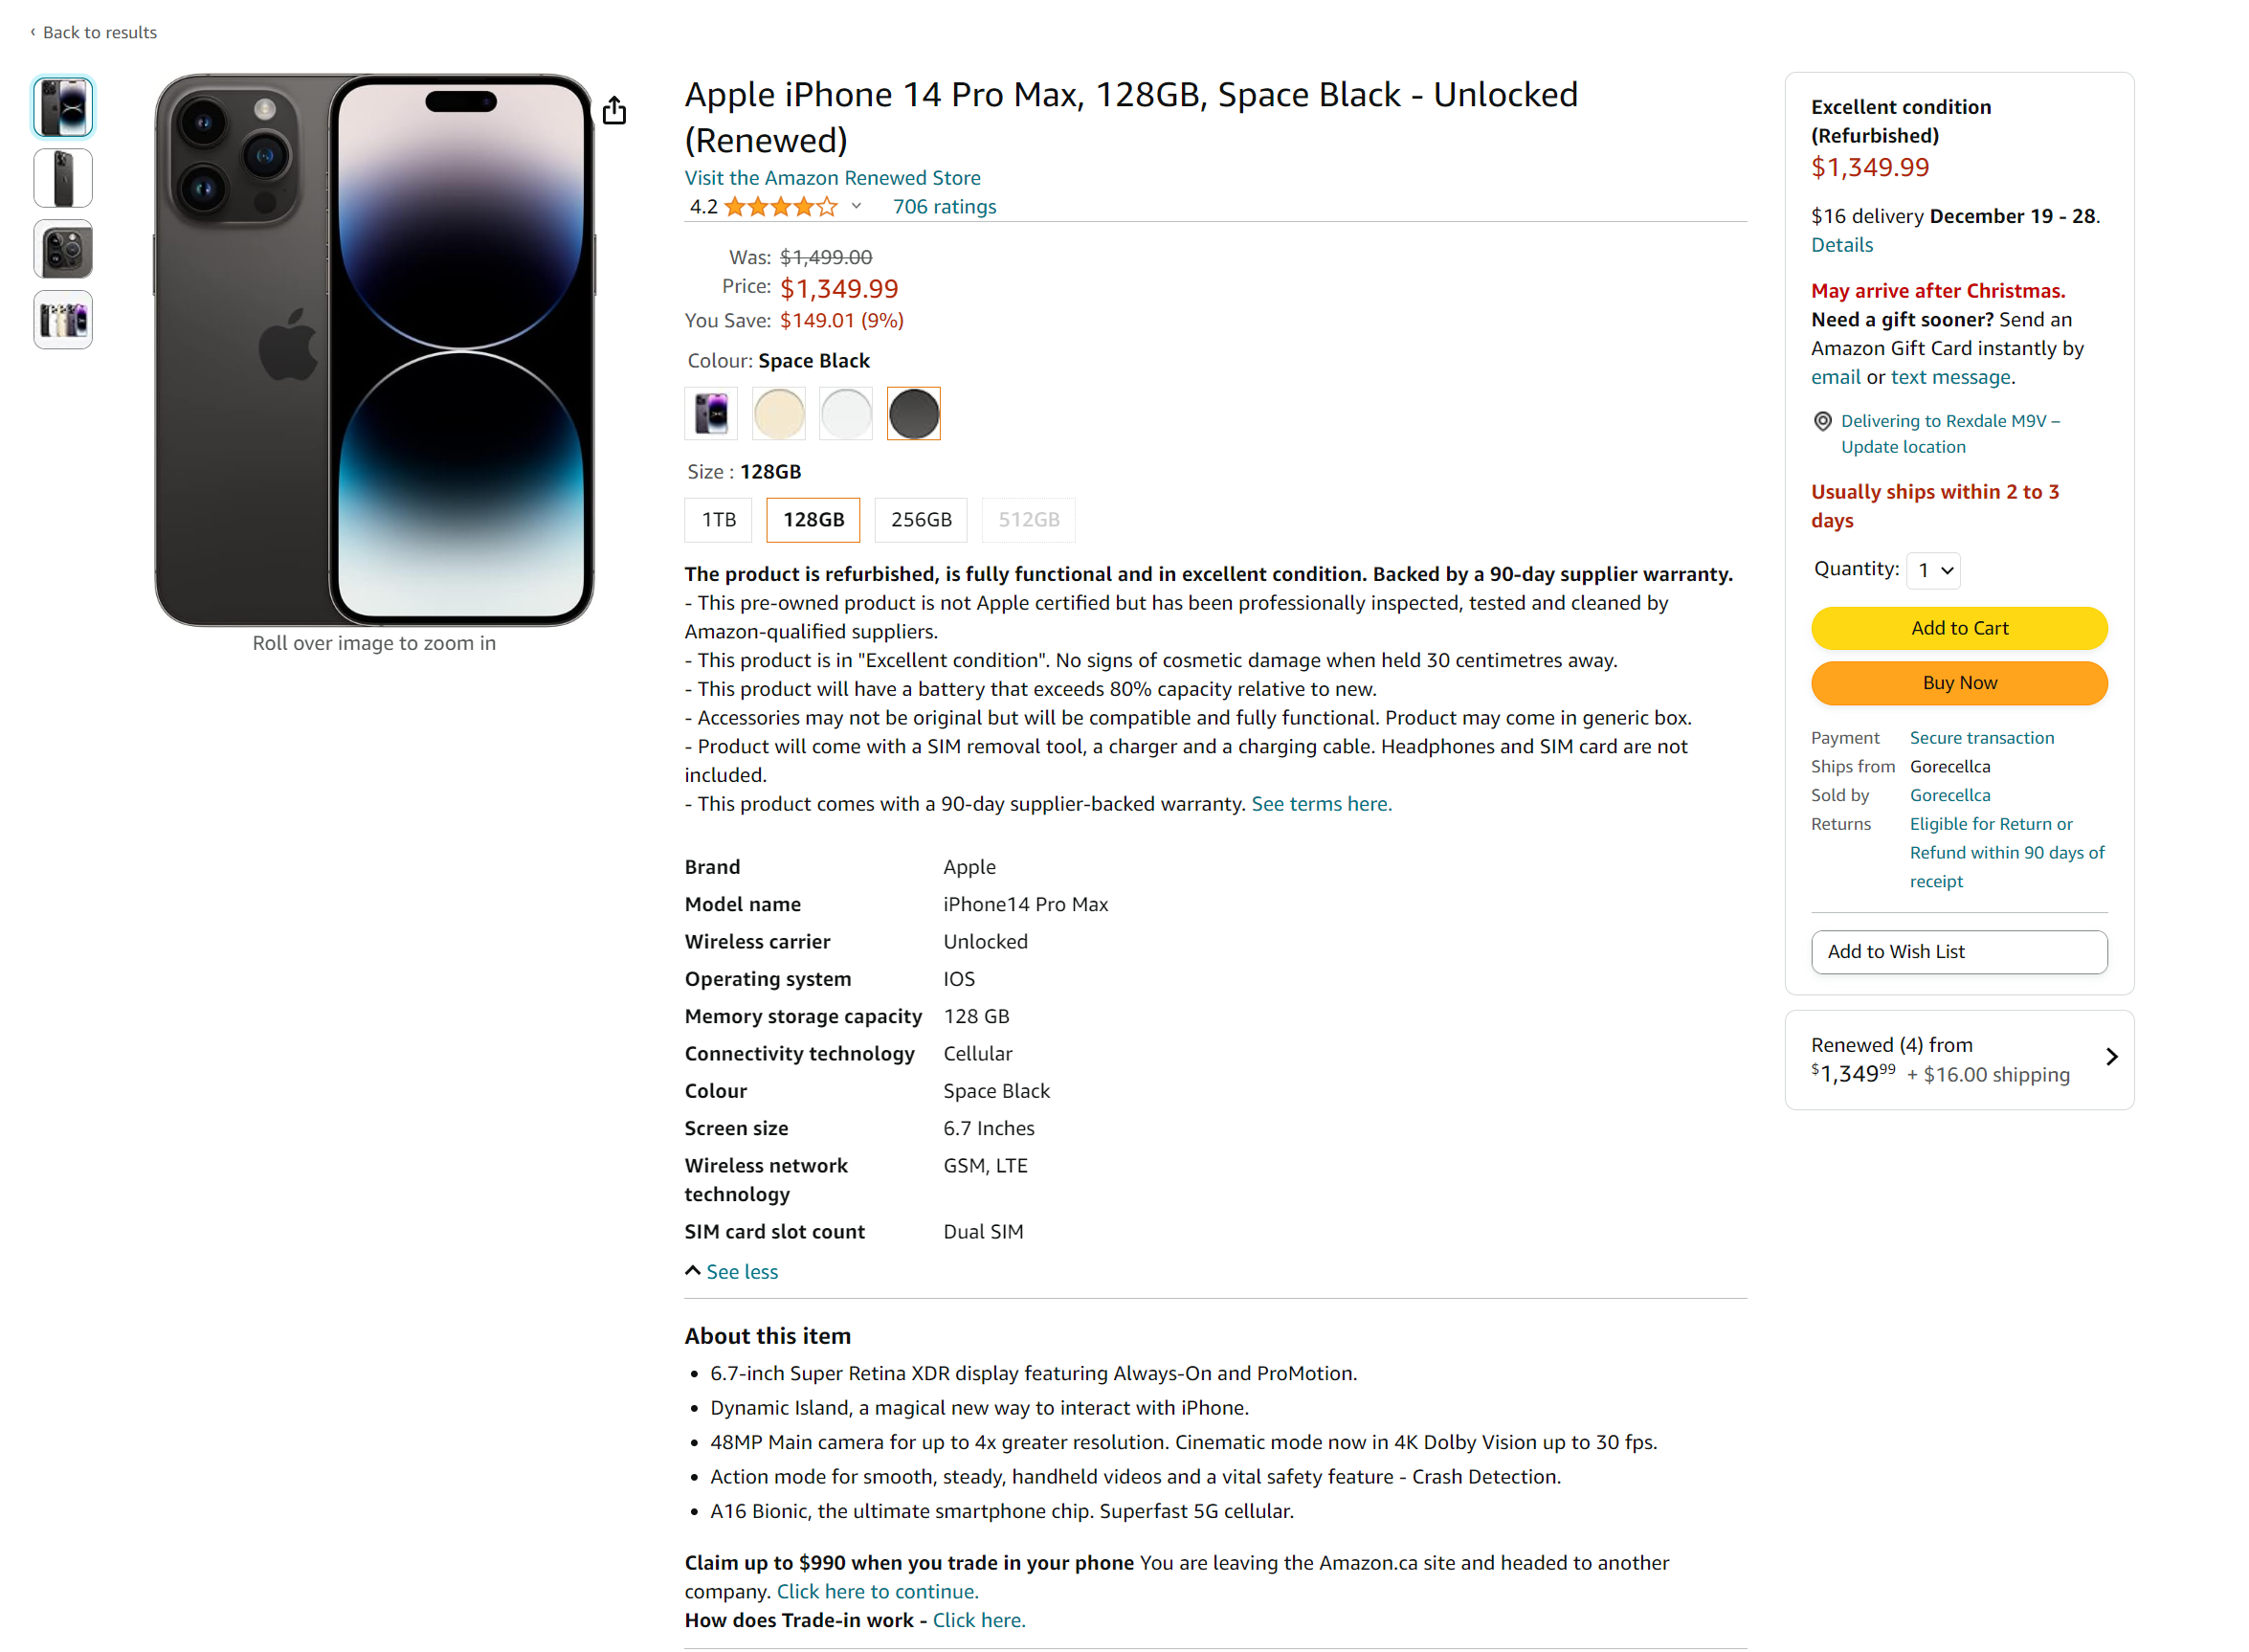 ‹ Back to results
Roll over image to zoom in
Apple iPhone 14 Pro Max, 128GB, Space Black - Unlocked
(Renewed)
Visit the Amazon Renewed Store
4.2 706 ratings
Was: $1,499.00
Price: $1,349.99
You Save: $149.01 (9%)
Colour: Space Black
Size : 128GB
1TB 128GB 256GB 512GB
The product is refurbished, is fully functional and in excellent condition. Backed by a 90-day supplier warranty.
- This pre-owned product is not Apple certified but has been professionally inspected, tested and cleaned by
Amazon-qualified suppliers.
- This product is in "Excellent condition". No signs of cosmetic damage when held 30 centimetres away.
- This product will have a battery that exceeds 80% capacity relative to new.
- Accessories may not be original but will be compatible and fully functional. Product may come in generic box.
- Product will come with a SIM removal tool, a charger and a charging cable. Headphones and SIM card are not
included.
- This product comes with a 90-day supplier-backed warranty. See terms here.
Brand Apple
Model name iPhone14 Pro Max
Wireless carrier Unlocked
Operating system IOS
Memory storage capacity 128 GB
Connectivity technology Cellular
Colour Space Black
Screen size 6.7 Inches
Wireless network GSM, LTE
technology
SIM card slot count Dual SIM
See less
About this item
• 6.7-inch Super Retina XDR display featuring Always-On and ProMotion.
• Dynamic Island, a magical new way to interact with iPhone.
• 48MP Main camera for up to 4x greater resolution. Cinematic mode now in 4K Dolby Vision up to 30 fps.
• Action mode for smooth, steady, handheld videos and a vital safety feature - Crash Detection.
• A16 Bionic, the ultimate smartphone chip. Superfast 5G cellular.
Claim up to $990 when you trade in your phone You are leaving the Amazon.ca site and headed to another
company. Click here to continue.
How does Trade-in work - Click here.
Excellent condition
(Refurbished)
$1,349.99
$16 delivery December 19 - 28.
Details
May arrive after Christmas.
Need a gift sooner? Send an
Amazon Gift Card instantly by
email or text message.
Delivering to Rexdale M9V –
Update location
Usually ships within 2 to 3
days
Quantity: 1
Add to Cart
Buy Now
Payment Secure transaction
Ships from Gorecellca
Sold by Gorecellca
Returns Eligible for Return or
Refund within 90 days of
receipt
Add to Wish List
Renewed (4) from
$1,34999 + $16.00 shipping